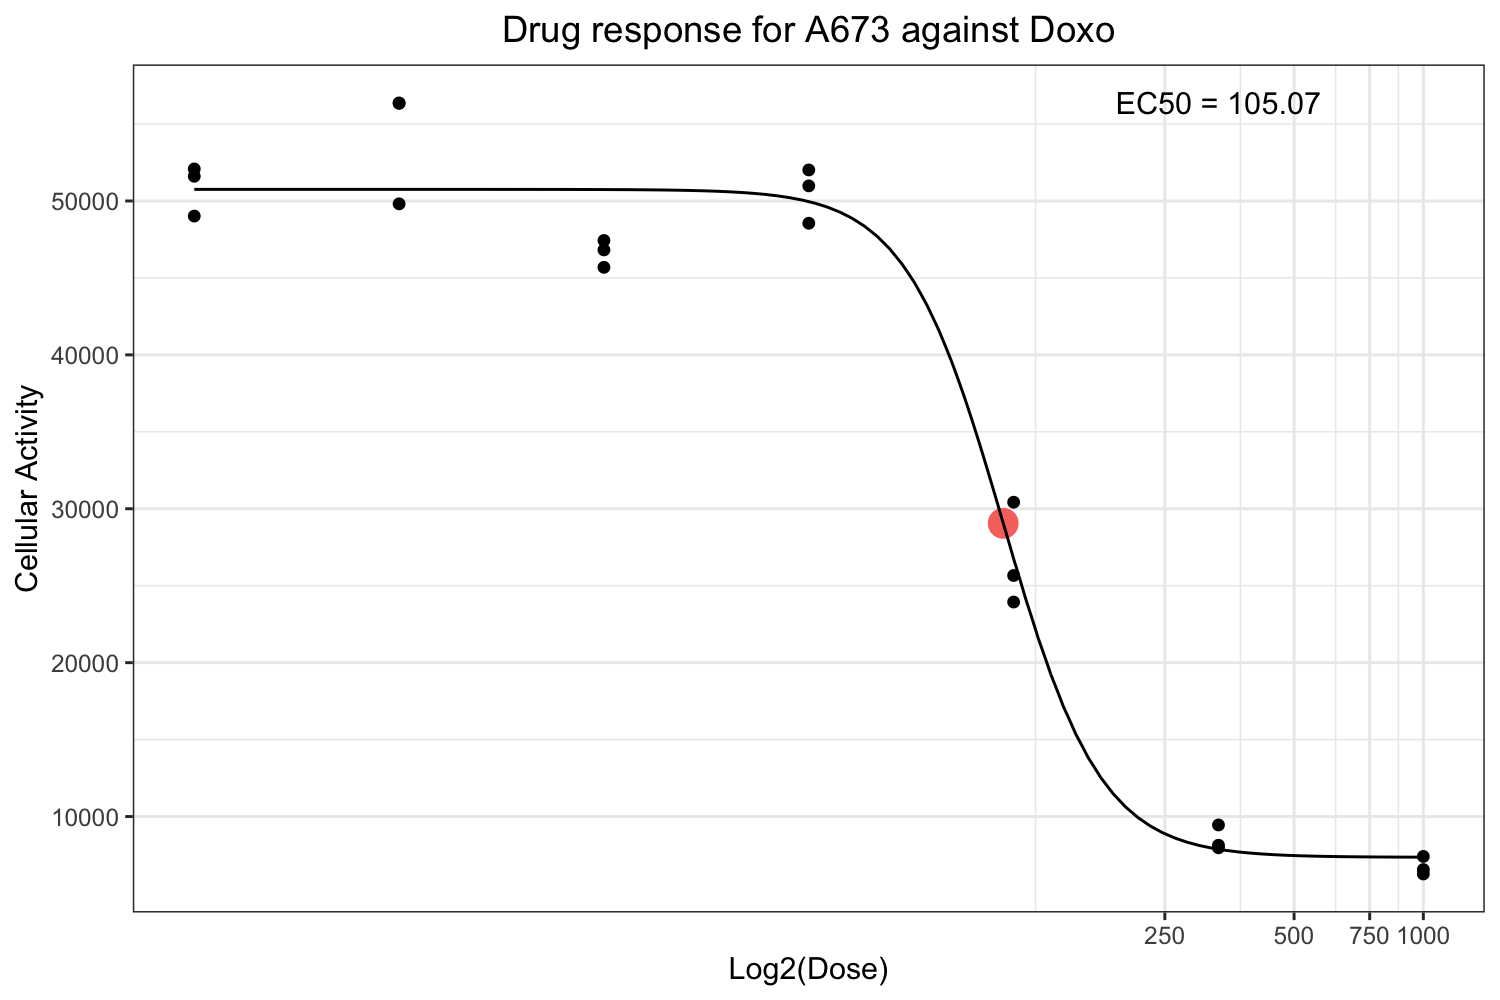 Drug response for A673 against Doxo
EC50 = 105.07
Cellular Activity
50000
40000
30000
20000
10000
250 500 750 1000
Log2(Dose)